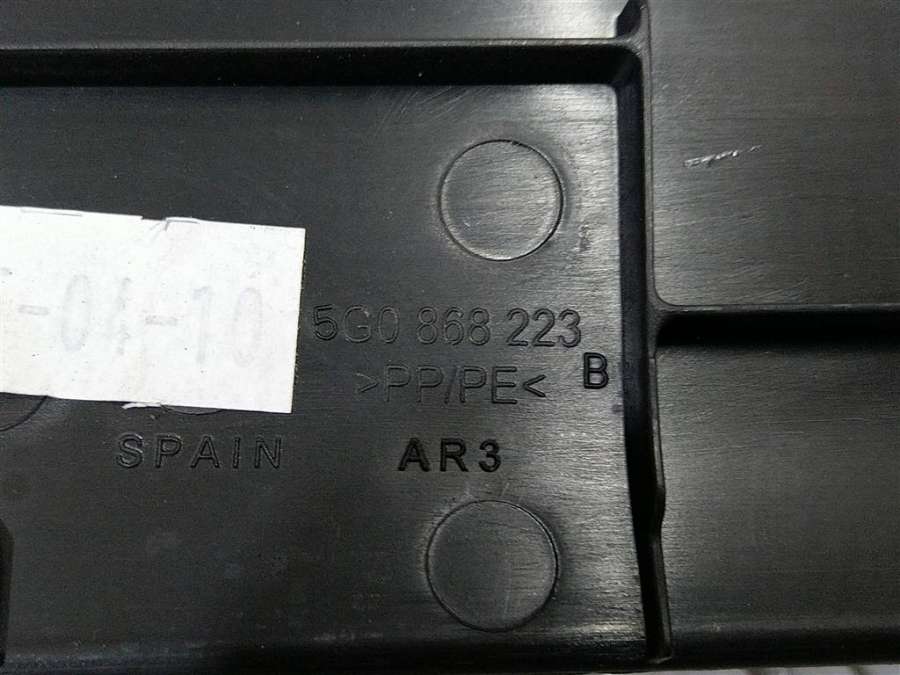 -04-10
5G0 868 223
>PP/PE< B
SPAIN AR3